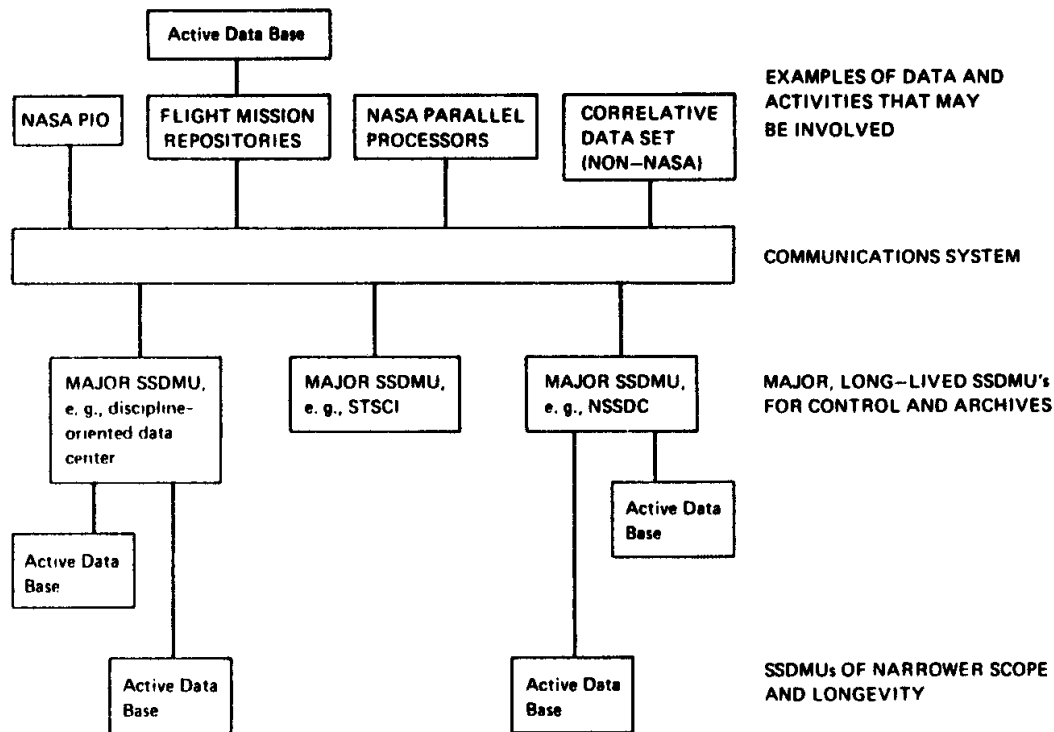 Active Data Base
EXAMPLES OF DATA AND
ACTIVITIES THAT MAY
BE INVOLVED
NASA PIO
FLIGHT MISSION
REPOSITORIES
NASA PARALLEL
PROCESSORS
CORRELATIVE
DATA SET
(NON–NASA)
COMMUNICATIONS SYSTEM
MAJOR SSDMU,
e. g., discipline-
oriented data
center
MAJOR SSDMU,
e. g., STSCI
MAJOR SSDMU,
e. g., NSSDC
MAJOR, LONG–LIVED SSDMU's
FOR CONTROL AND ARCHIVES
Active Data
Base
Active Data
Base
Active Data
Base
Active Data
Base
SSDMUs OF NARROWER SCOPE
AND LONGEVITY